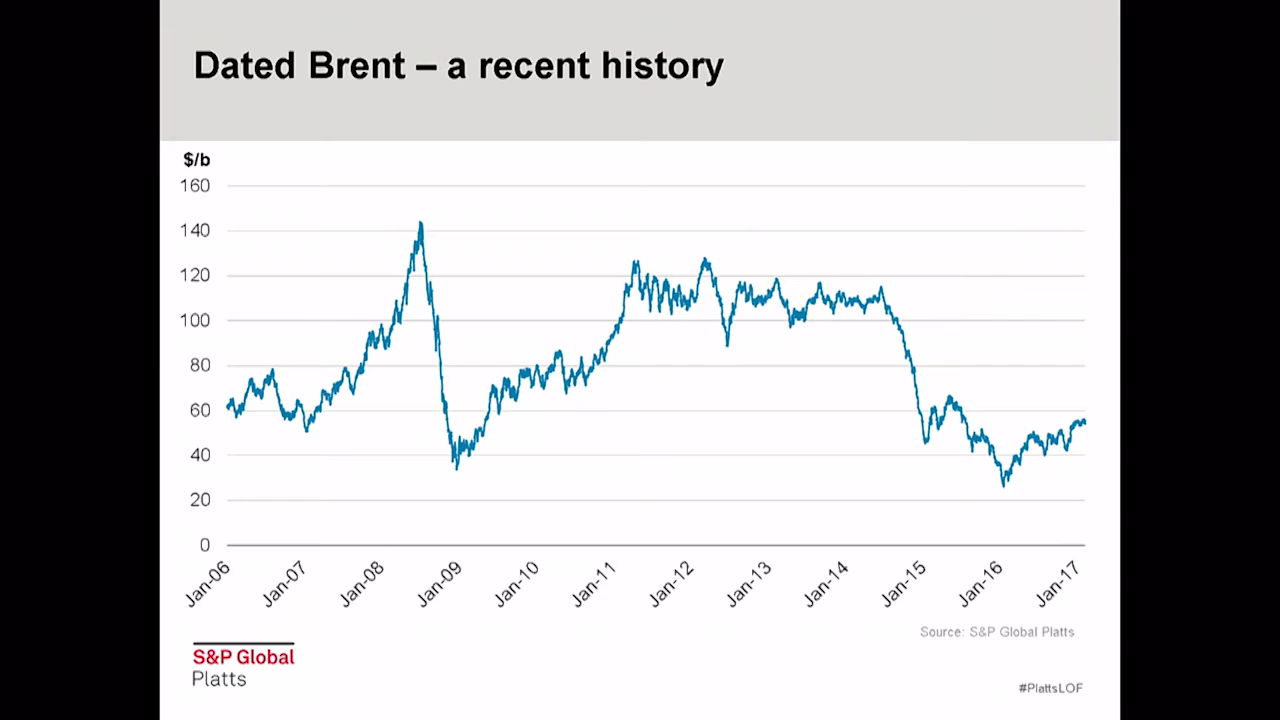 Dated Brent – a recent history
$/b
160
140
120
100
80
60
40
20
0
Jan-06
Jan-07
Jan-08
Jan-09
Jan-10
Jan-11
Jan-12
Jan-13
Jan-14
Jan-15
Jan-16
Jan-17
Source: S&P Global Platts
S&P Global
Platts
#PlattsLOF